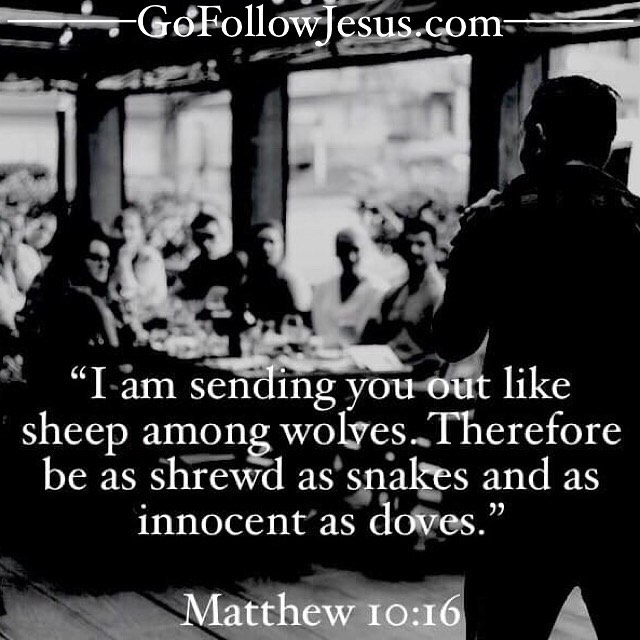 GoFollowJesus.com
“I am sending you out like
sheep among wolves. Therefore
be as shrewd as snakes and as
innocent as doves.”
Matthew 10:16